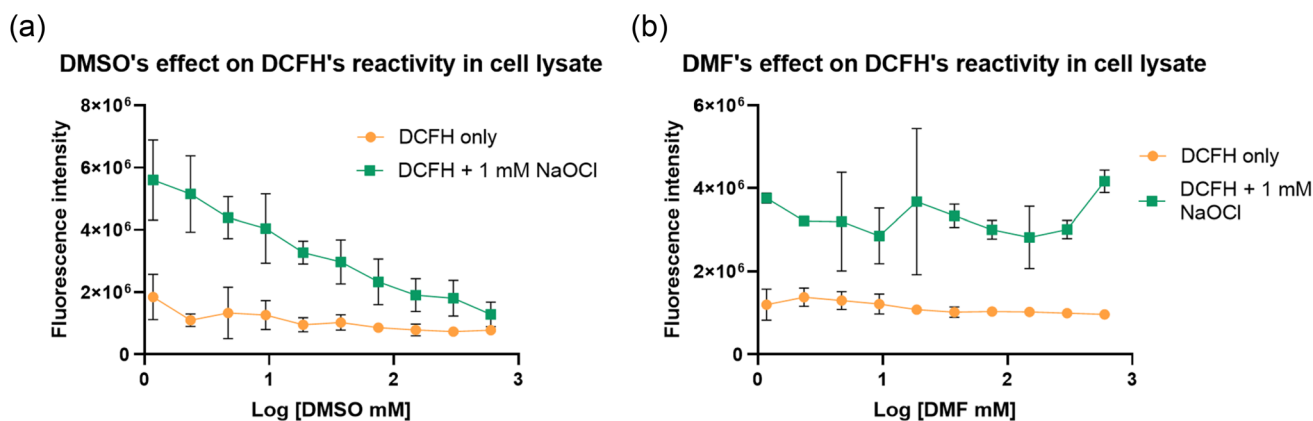 (a)
DMSO's effect on DCFH's reactivity in cell lysate
Fluorescence intensity
8×10⁶
6×10⁶
4×10⁶
2×10⁶
0
0 1 2 3
Log [DMSO mM]
DCFH only
DCFH + 1 mM NaOCl
(b)
DMF's effect on DCFH's reactivity in cell lysate
Fluorescence intensity
6×10⁶
4×10⁶
2×10⁶
0
0 1 2 3
Log [DMF mM]
DCFH only
DCFH + 1 mM
NaOCl